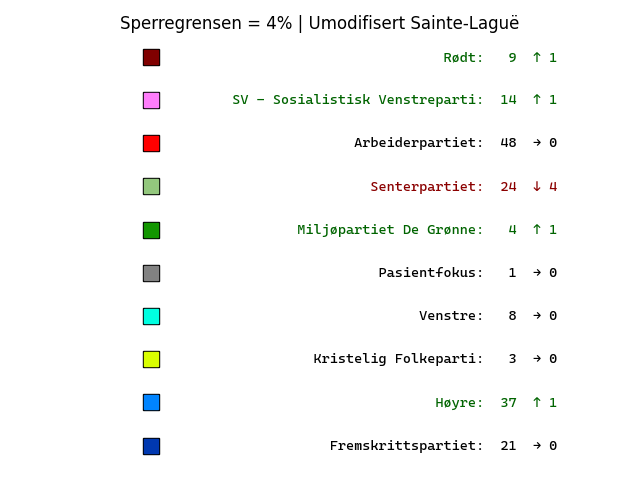 Sperregrensen = 4% | Umodifisert Sainte-Laguë
Rødt: 9 ↑ 1
SV – Sosialistisk Venstreparti: 14 ↑ 1
Arbeiderpartiet: 48 → 0
Senterpartiet: 24 ↓ 4
Miljøpartiet De Grønne: 4 ↑ 1
Pasientfokus: 1 → 0
Venstre: 8 → 0
Kristelig Folkeparti: 3 → 0
Høyre: 37 ↑ 1
Fremskrittspartiet: 21 → 0